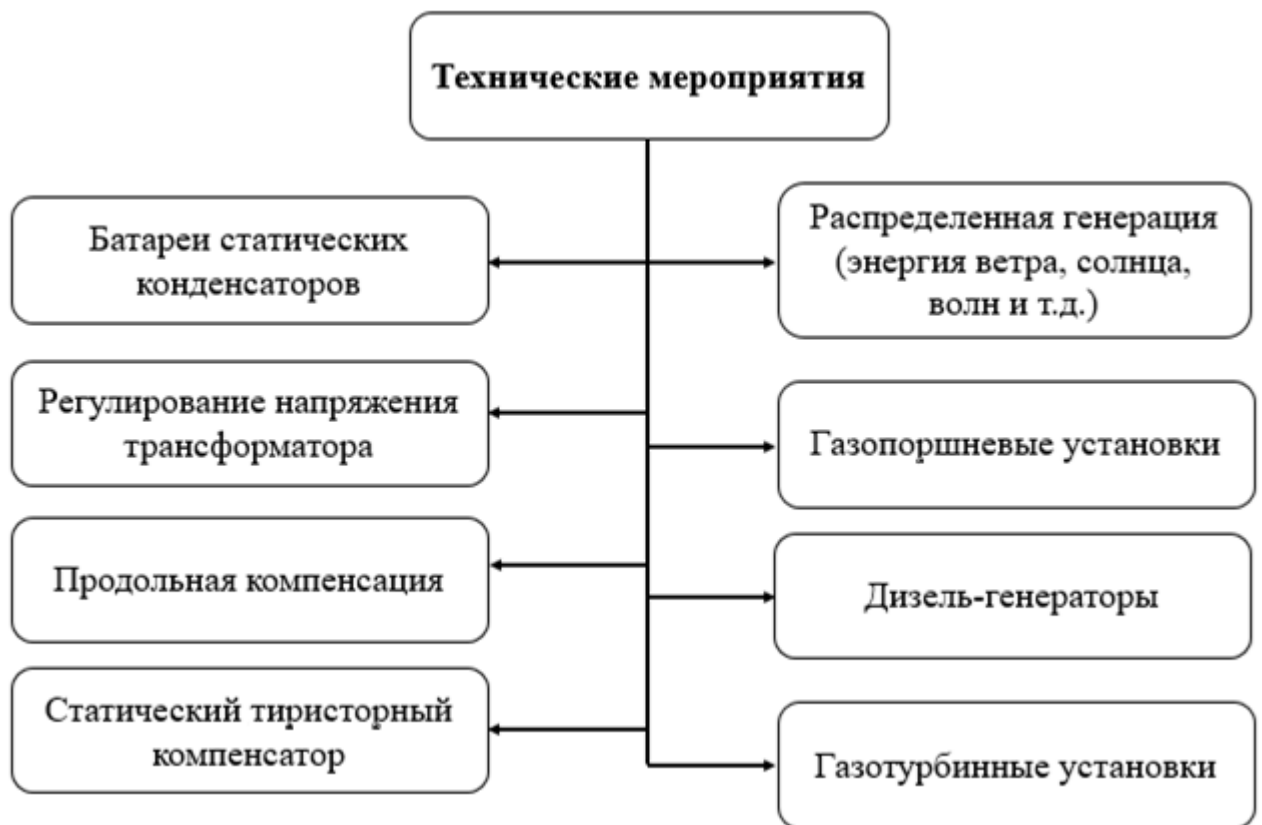 Технические мероприятия
Батареи статических
конденсаторов
Распределенная генерация
(энергия ветра, солнца,
волн и т.д.)
Регулирование напряжения
трансформатора
Газопоршневые установки
Продольная компенсация
Дизель-генераторы
Статический тиристорный
компенсатор
Газотурбинные установки